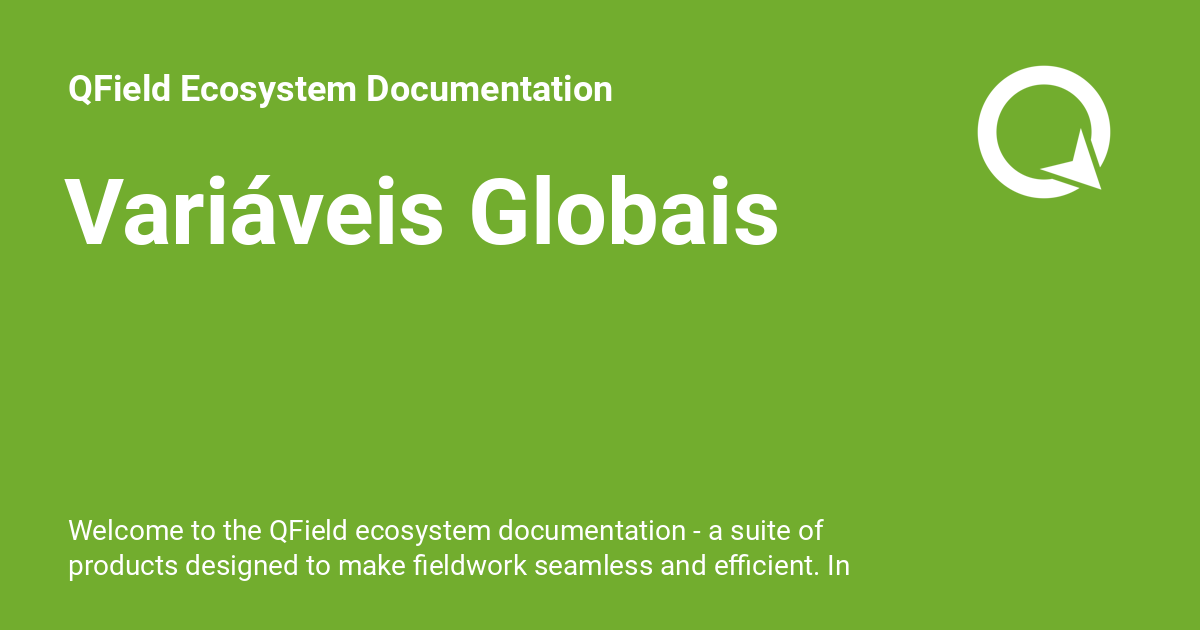 QField Ecosystem Documentation
Variáveis Globais
Welcome to the QField ecosystem documentation - a suite of
products designed to make fieldwork seamless and efficient. In